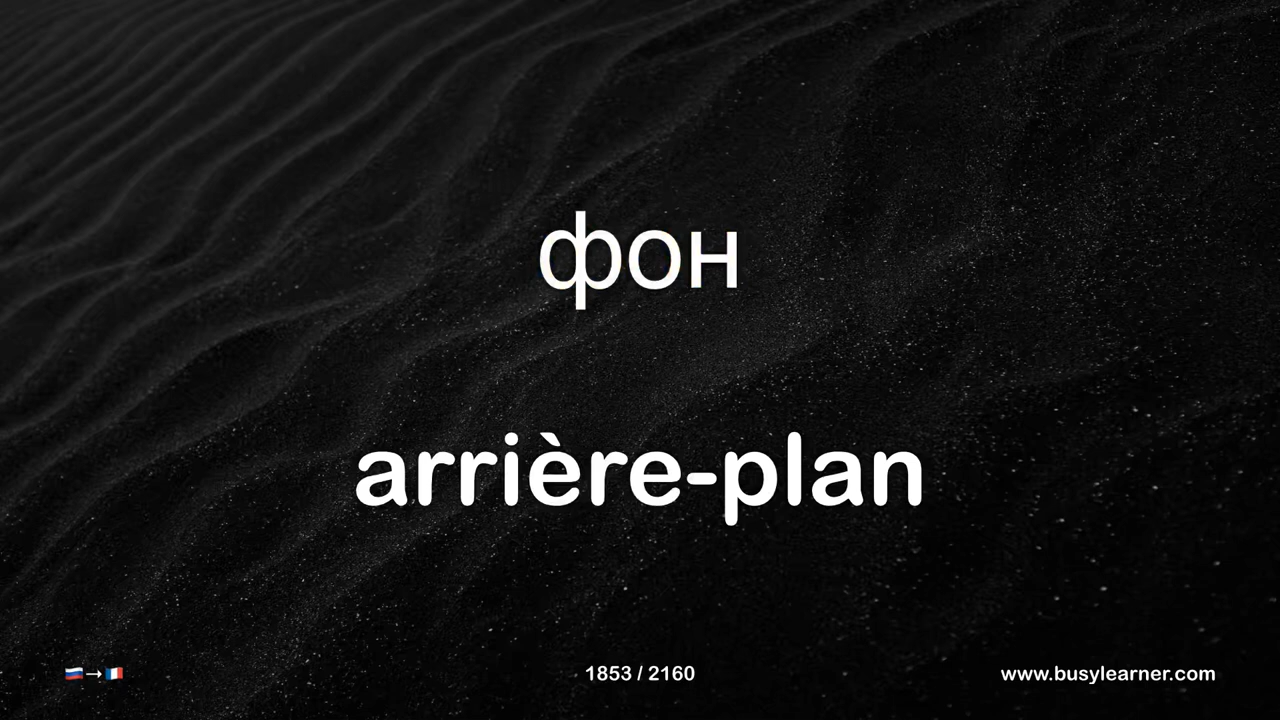 фон
arrière-plan
🇷🇺→🇫🇷
1853 / 2160
www.busylearner.com